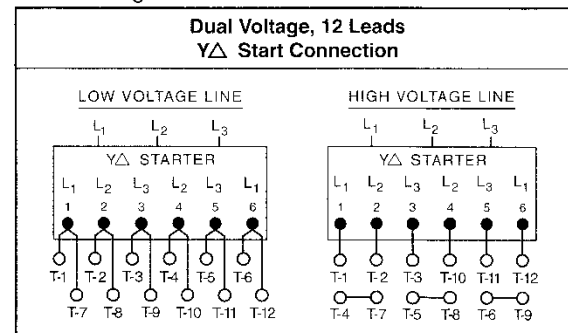 Dual Voltage, 12 Leads
Y△ Start Connection
LOW VOLTAGE LINE
L1 L2 L3
Y△ STARTER
L1 L2 L3 L2 L3 L1
1 2 3 4 5 6
T-1 T-2 T-3 T-4 T-5 T-6
T-7 T-8 T-9 T-10 T-11 T-12
HIGH VOLTAGE LINE
L1 L2 L3
Y△ STARTER
L1 L2 L3 L2 L3 L1
1 2 3 4 5 6
T-1 T-2 T-3 T-10 T-11 T-12
T-4 T-7 T-5 T-8 T-6 T-9